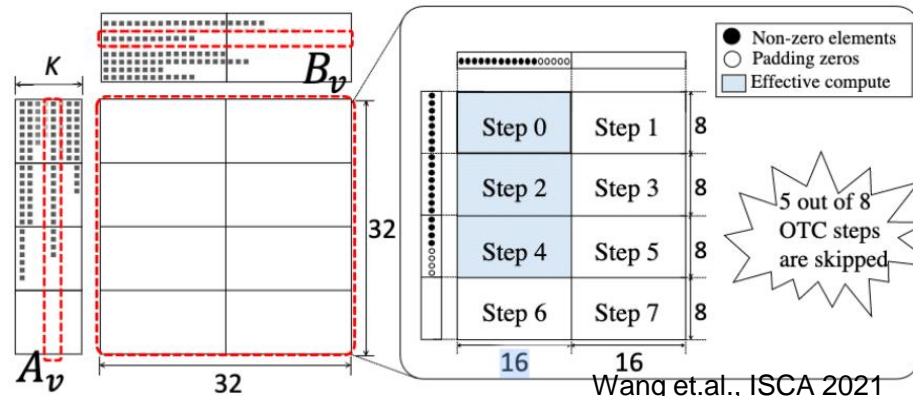 K
B_v
32
A_v
32
Non-zero elements
Padding zeros
Effective compute
Step 0
Step 1
8
Step 2
Step 3
8
Step 4
Step 5
8
Step 6
Step 7
8
16
16
5 out of 8
OTC steps
are skipped
Wang et.al., ISCA 2021